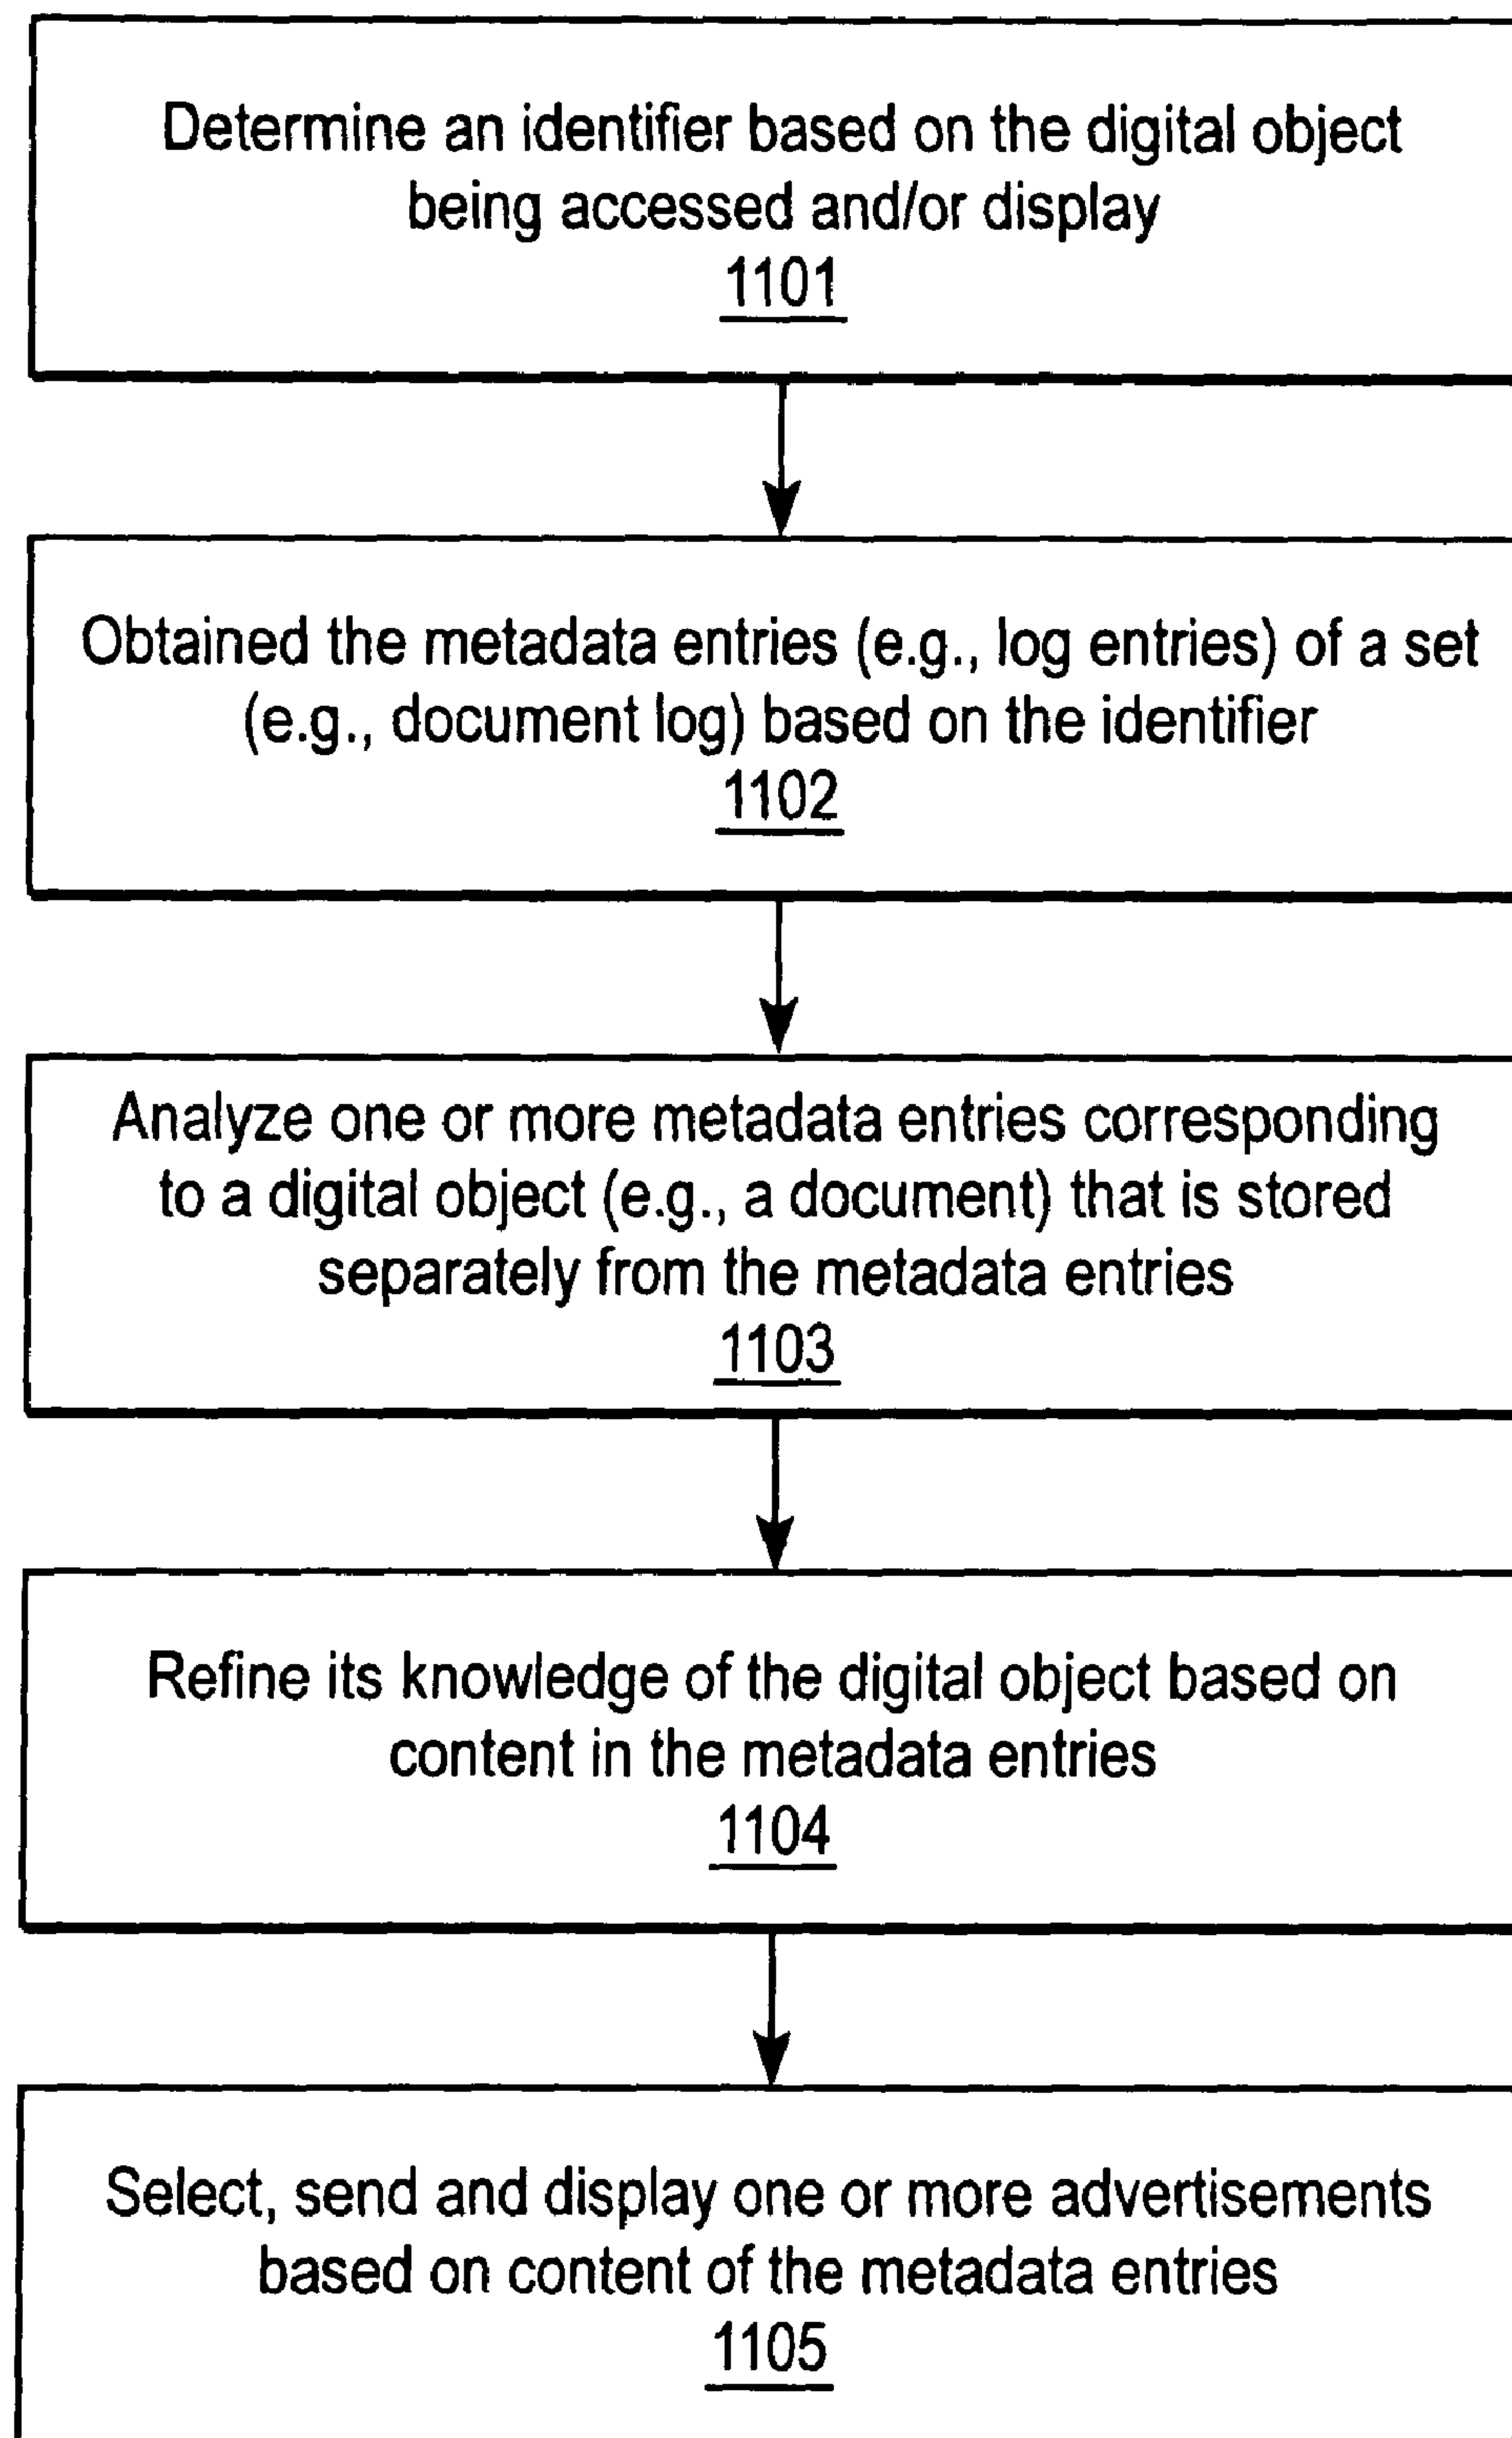 Determine an identifier based on the digital object
being accessed and/or display
1101
Obtained the metadata entries (e.g., log entries) of a set
(e.g., document log) based on the identifier
1102
Analyze one or more metadata entries corresponding
to a digital object (e.g., a document) that is stored
separately from the metadata entries
1103
Refine its knowledge of the digital object based on
content in the metadata entries
1104
Select, send and display one or more advertisements
based on content of the metadata entries
1105